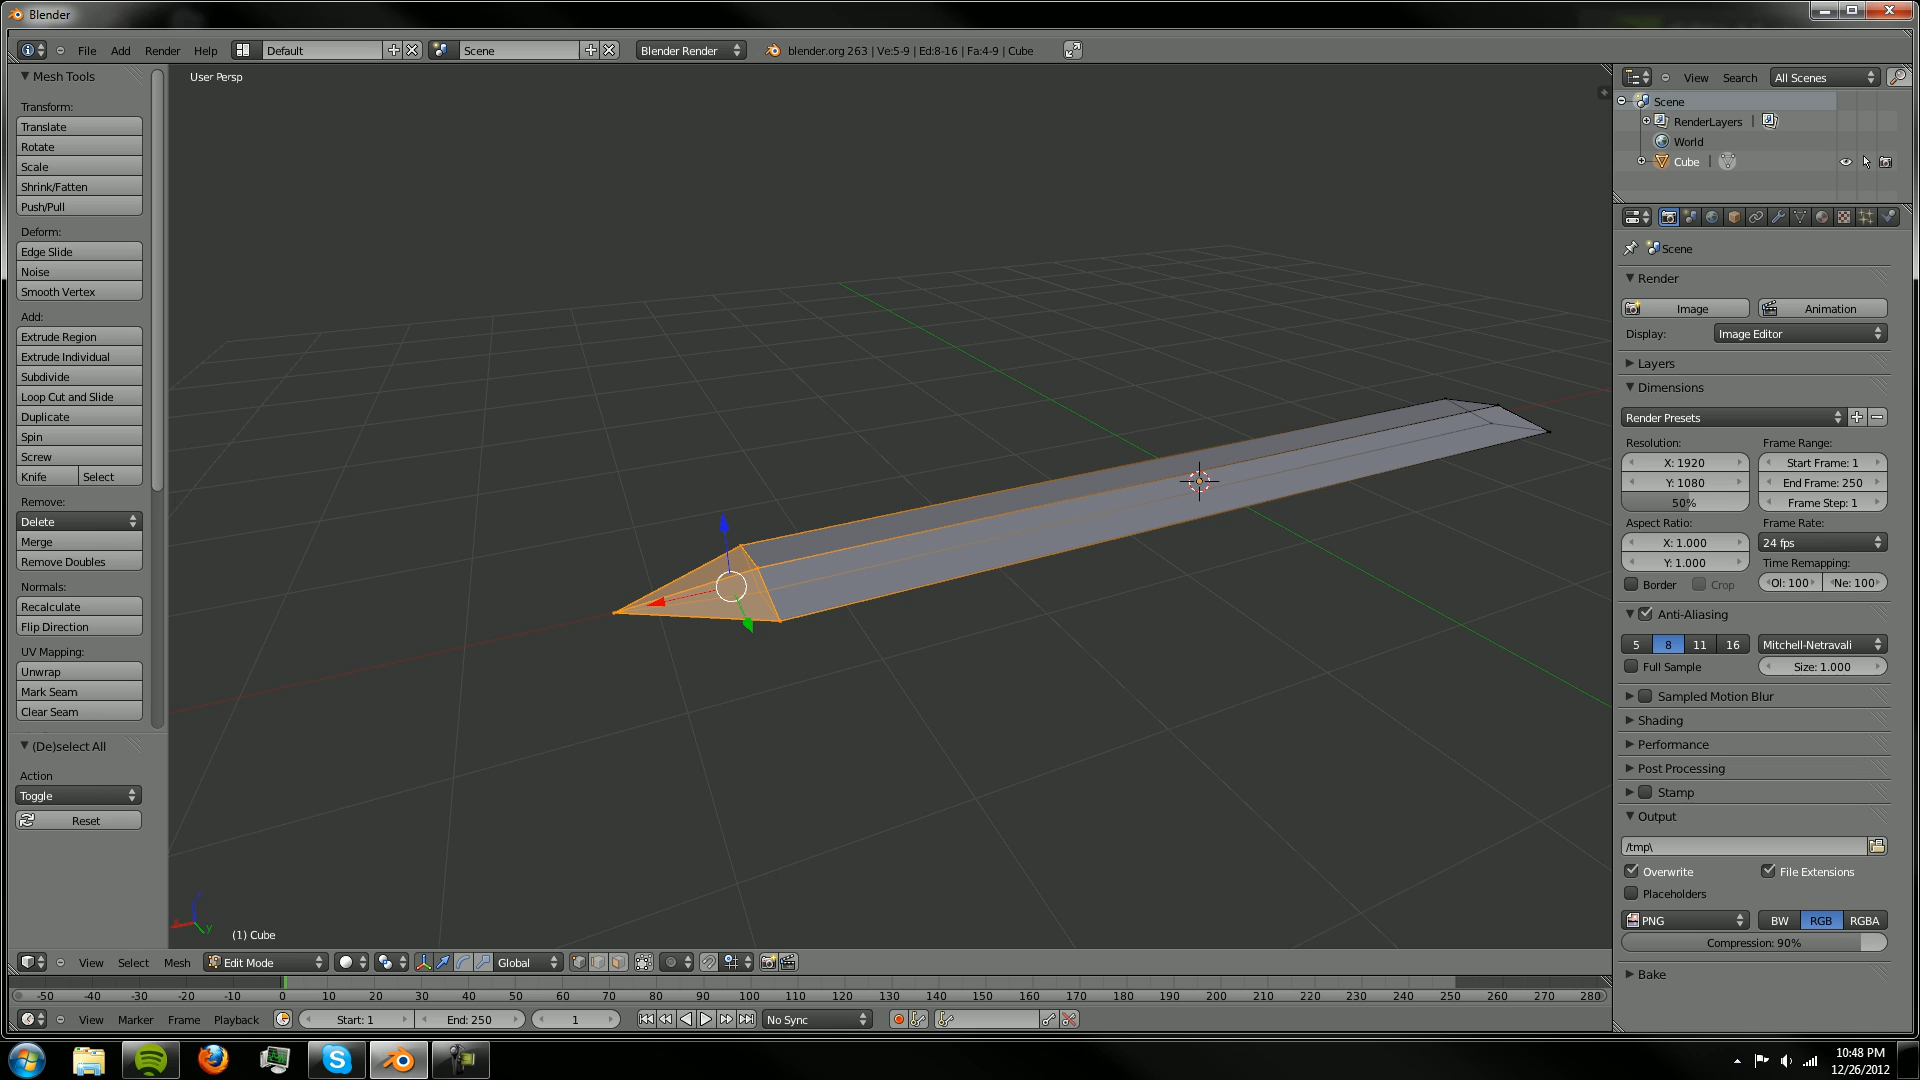 Blender
File Add Render Help Default Scene Blender Render blender.org 263 | Ve:5-9 | Ed:8-16 | Fa:4-9 | Cube
Mesh Tools
Transform:
Translate
Rotate
Scale
Shrink/Fatten
Push/Pull
Deform:
Edge Slide
Noise
Smooth Vertex
Add:
Extrude Region
Extrude Individual
Subdivide
Loop Cut and Slide
Duplicate
Spin
Screw
Knife Select
Remove:
Delete
Merge
Remove Doubles
Normals:
Recalculate
Flip Direction
UV Mapping:
Unwrap
Mark Seam
Clear Seam
(De)select All
Action
Toggle
Reset
User Persp
y
(1) Cube
View Select Mesh Edit Mode Global
-50 -40 -30 -20 -10 0 10 20 30 40 50 60 70 80 90 100 110 120 130 140 150 160 170 180 190 200 210 220 230 240 250 260 270 280
View Marker Frame Playback Start: 1 End: 250 1 No Sync
View Search All Scenes
Scene
RenderLayers |
World
Cube |
Scene
Render
Image Animation
Display: Image Editor
Layers
Dimensions
Render Presets
Resolution: Frame Range:
X: 1920 Start Frame: 1
Y: 1080 End Frame: 250
50% Frame Step: 1
Aspect Ratio: Frame Rate:
X: 1.000 24 fps
Y: 1.000 Time Remapping:
Border Crop Ol: 100 Ne: 100
Anti-Aliasing
5 8 11 16 Mitchell-Netravali
Full Sample Size: 1.000
Sampled Motion Blur
Shading
Performance
Post Processing
Stamp
Output
/tmp\
Overwrite File Extensions
Placeholders
PNG BW RGB RGBA
Compression: 90%
Bake
10:48 PM
12/26/2012